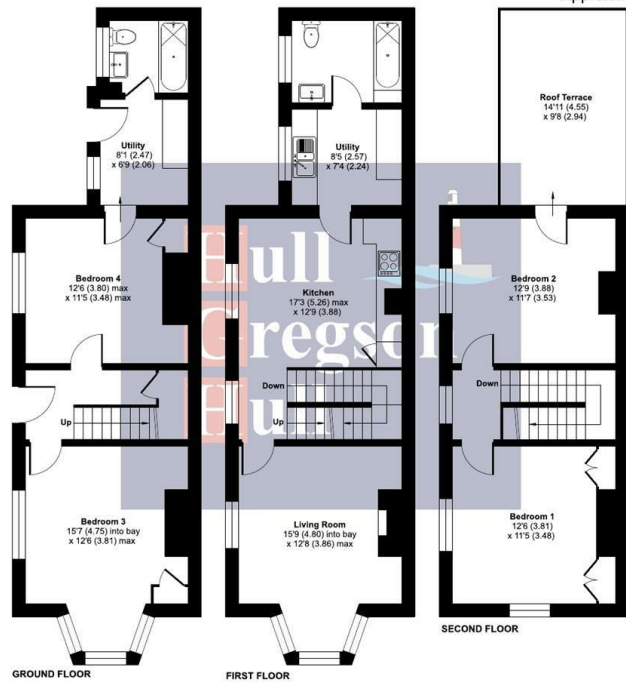 Utility
8'1 (2.47)
x 6'9 (2.06)
Bedroom 4
12'6 (3.80) max
x 11'5 (3.48) max
Up
Bedroom 3
15'7 (4.75) into bay
x 12'6 (3.81) max
GROUND FLOOR
Utility
8'5 (2.57)
x 7'4 (2.24)
Kitchen
17'3 (5.26) max
x 12'9 (3.88)
Down
Up
Living Room
15'9 (4.80) into bay
x 12'8 (3.86) max
FIRST FLOOR
Roof Terrace
14'11 (4.55)
x 9'8 (2.94)
Bedroom 2
12'9 (3.88)
x 11'7 (3.53)
Down
Bedroom 1
12'6 (3.81)
x 11'5 (3.48)
SECOND FLOOR
Hull
Gregson
Hull